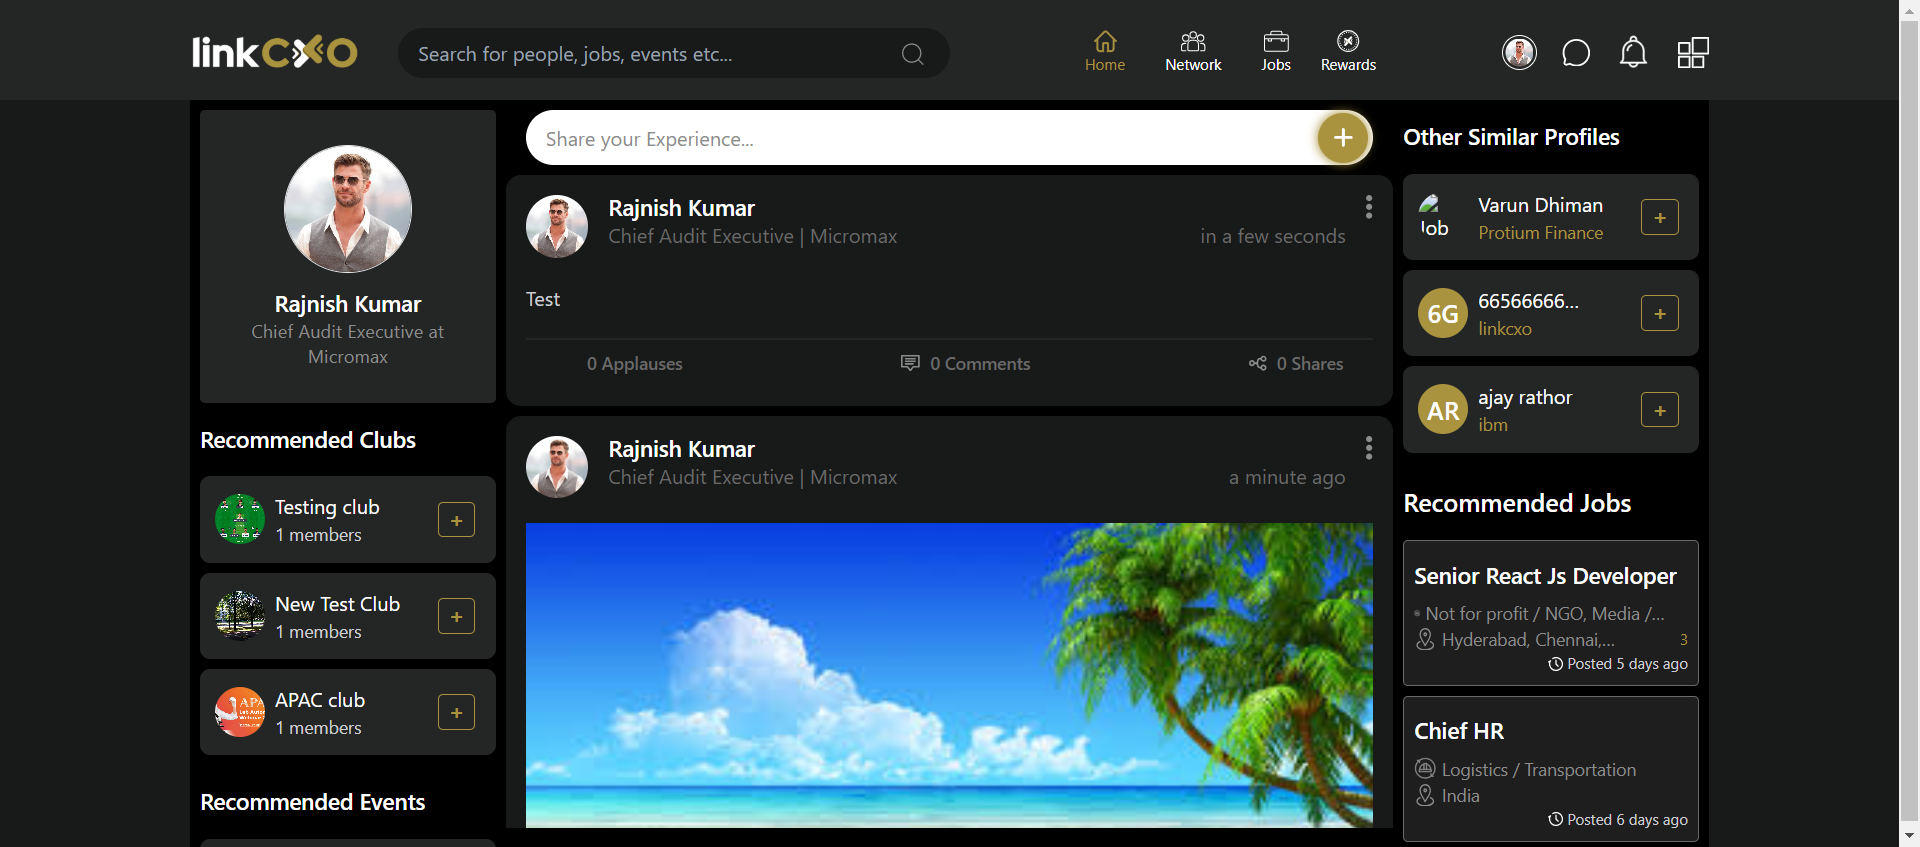 linkcxo
Search for people, jobs, events etc...
Home
Network
Jobs
Rewards
Rajnish Kumar
Chief Audit Executive at
Micromax
Recommended Clubs
Testing club
1 members
+
New Test Club
1 members
+
APAC club
1 members
+
Recommended Events
Share your Experience...
+
Rajnish Kumar
Chief Audit Executive | Micromax
in a few seconds
Test
0 Applauses
0 Comments
0 Shares
Rajnish Kumar
Chief Audit Executive | Micromax
a minute ago
Other Similar Profiles
Job
Varun Dhiman
Protium Finance
+
6G
66566666...
linkcxo
+
AR
ajay rathor
ibm
+
Recommended Jobs
Senior React Js Developer
Not for profit / NGO, Media /...
Hyderabad, Chennai,...
3
Posted 5 days ago
Chief HR
Logistics / Transportation
India
Posted 6 days ago